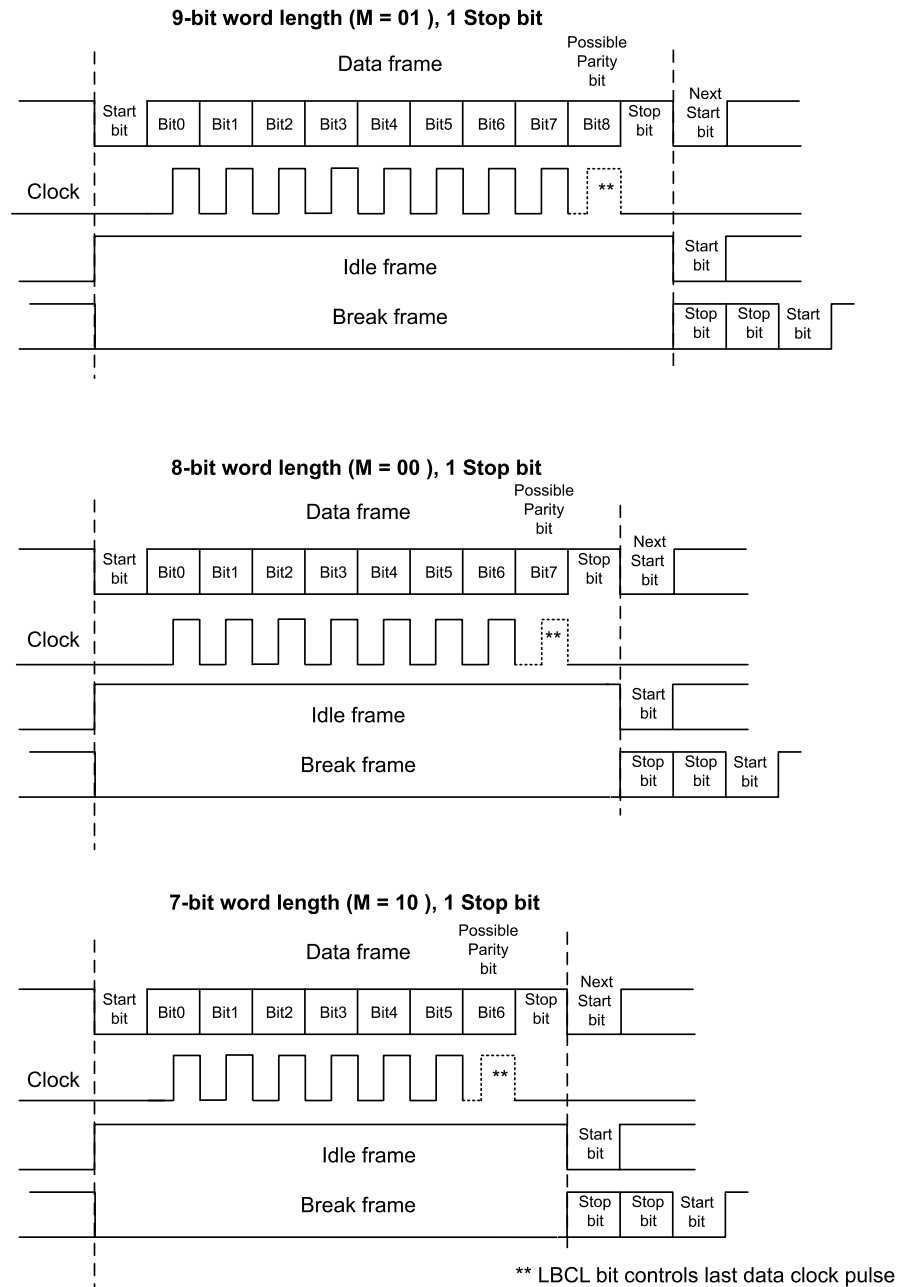 9-bit word length (M = 01 ), 1 Stop bit
Data frame
Possible
Parity
bit
Start
bit
Bit0 Bit1 Bit2 Bit3 Bit4 Bit5 Bit6 Bit7 Bit8
Stop
bit
Next
Start
bit
Clock
**
Idle frame
Start
bit
Break frame
Stop
bit
Stop
bit
Start
bit
8-bit word length (M = 00 ), 1 Stop bit
Data frame
Possible
Parity
bit
Start
bit
Bit0 Bit1 Bit2 Bit3 Bit4 Bit5 Bit6 Bit7
Stop
bit
Next
Start
bit
Clock
**
Idle frame
Start
bit
Break frame
Stop
bit
Stop
bit
Start
bit
7-bit word length (M = 10 ), 1 Stop bit
Data frame
Possible
Parity
bit
Start
bit
Bit0 Bit1 Bit2 Bit3 Bit4 Bit5 Bit6
Stop
bit
Next
Start
bit
Clock
**
Idle frame
Start
bit
Break frame
Stop
bit
Stop
bit
Start
bit
** LBCL bit controls last data clock pulse